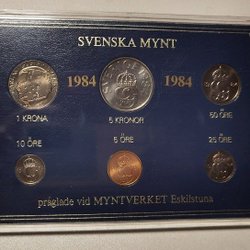 SVENSKA MYNT
1984 1984
1 KRONA 5 KRONOR 50 ÖRE
10 ÖRE 5 ÖRE 25 ÖRE
präglade vid MYNTVERKET Eskilstuna